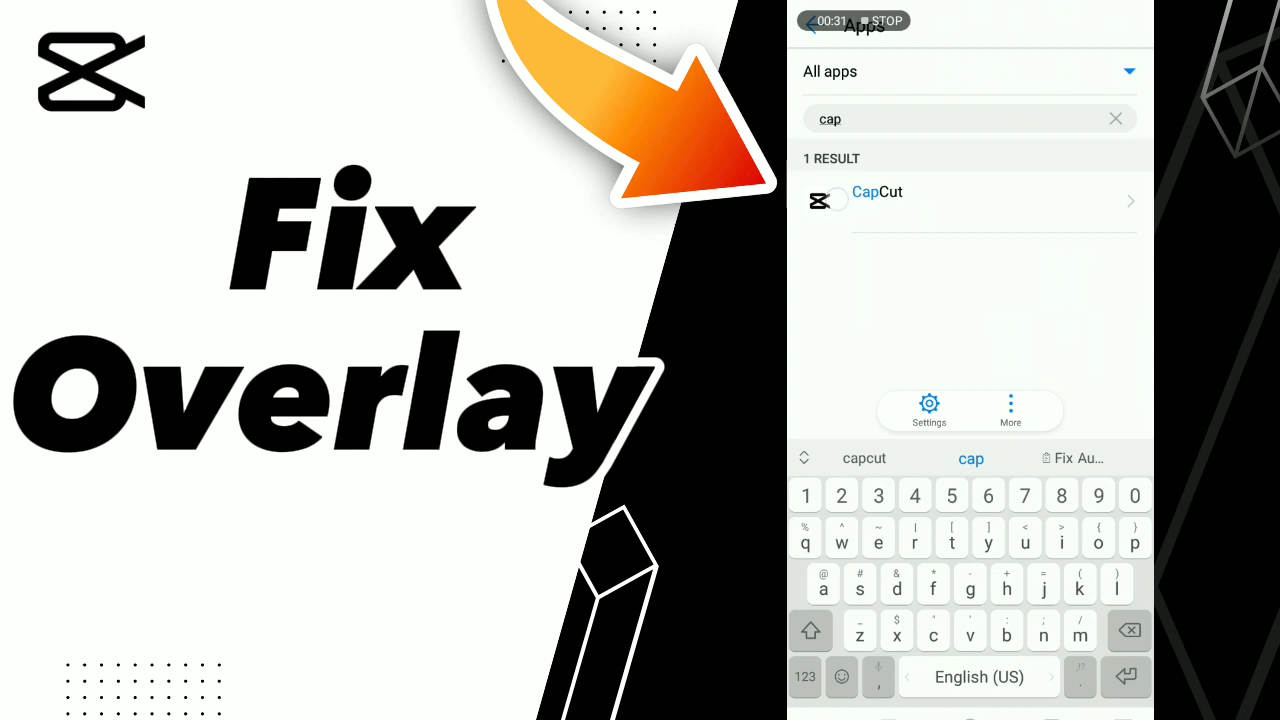 Fix
Overlay
00:31 STOP
Apps
All apps
cap
1 RESULT
CapCut
Settings
More
capcut
cap
Fix Au...
1 2 3 4 5 6 7 8 9 0
% ^ ~ | [ ] < > { }
q w e r t y u i o p
@ # & * - + = ( )
a s d f g h j k l
_ $ " ' : ; /
z x c v b n m
123 , English (US) .
!?